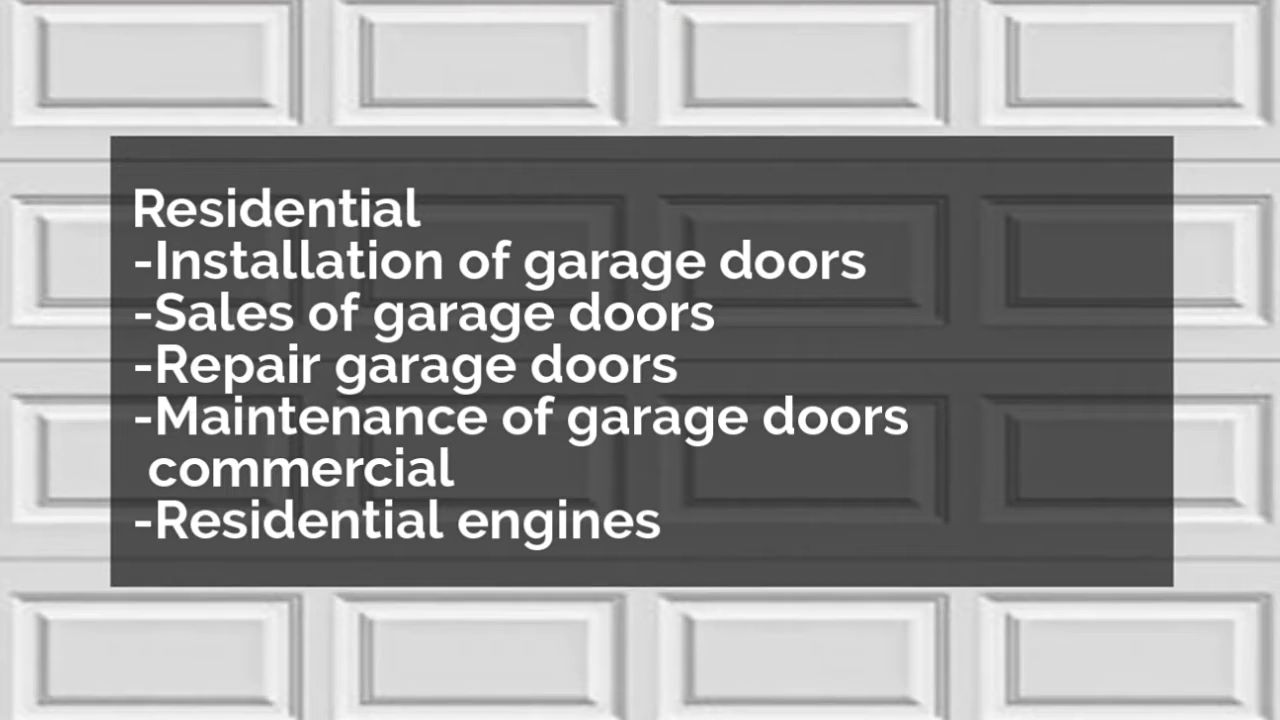 Residential
-Installation of garage doors
-Sales of garage doors
-Repair garage doors
-Maintenance of garage doors
commercial
-Residential engines